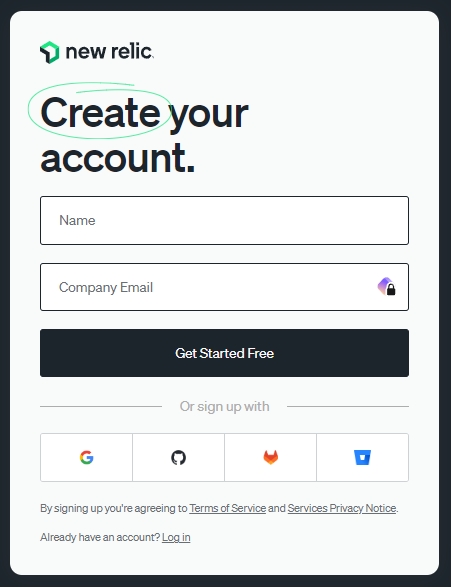 new relic.
Create your
account.
Name
Company Email
Get Started Free
Or sign up with
By signing up you're agreeing to Terms of Service and Services Privacy Notice.
Already have an account? Log in